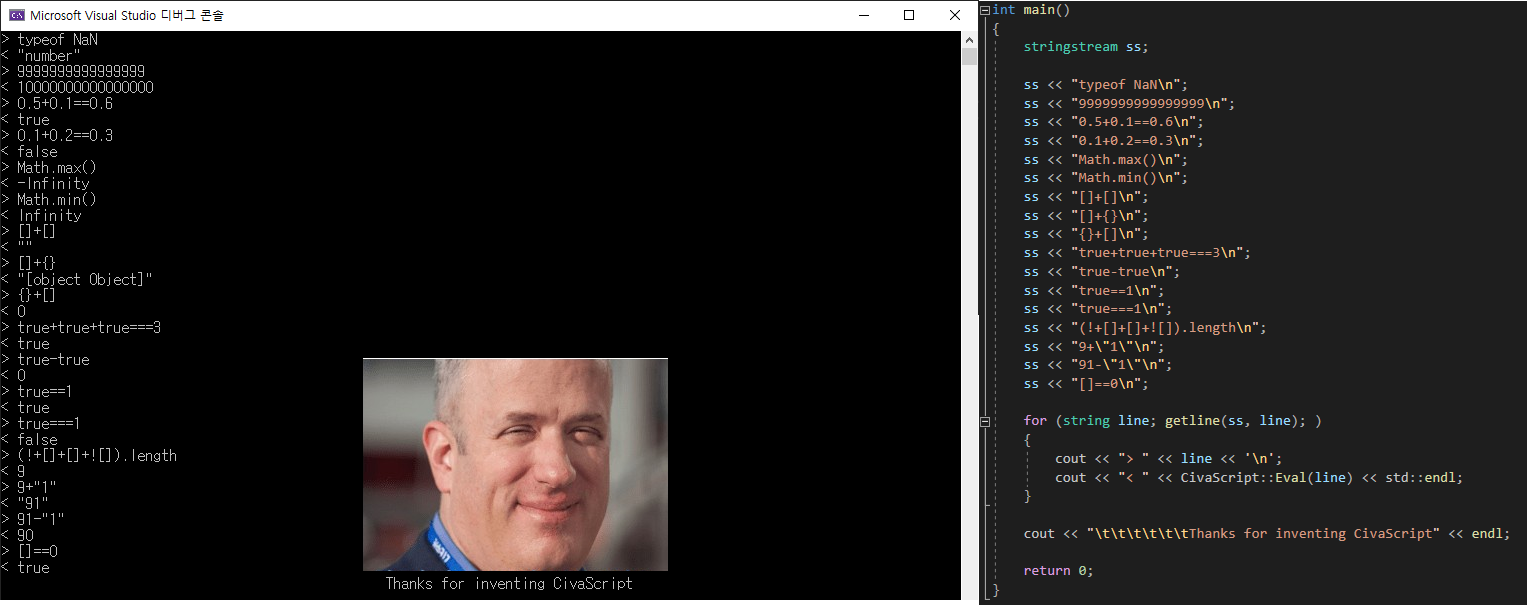 Microsoft Visual Studio 디버그 콘솔
> typeof NaN
< "number"
> 9999999999999999
< 10000000000000000
> 0.5+0.1==0.6
< true
> 0.1+0.2==0.3
< false
> Math.max()
< -Infinity
> Math.min()
< Infinity
> []+[]
< ""
> []+{}
< "[object Object]"
> {}+[]
< 0
> true+true+true===3
< true
> true-true
< 0
> true==1
< true
> true===1
< false
> (!+[]+[]+![]).length
< 9
> 9+"1"
< "91"
> 91-"1"
< 90
> []==0
< true
Thanks for inventing CivaScript
int main()
{
stringstream ss;
ss << "typeof NaN\n";
ss << "9999999999999999\n";
ss << "0.5+0.1==0.6\n";
ss << "0.1+0.2==0.3\n";
ss << "Math.max()\n";
ss << "Math.min()\n";
ss << "[]+[]\n";
ss << "[]+{}\n";
ss << "{}+[]\n";
ss << "true+true+true===3\n";
ss << "true-true\n";
ss << "true==1\n";
ss << "true===1\n";
ss << "(!+[]+[]+![]).length\n";
ss << "9+\"1\"\n";
ss << "91-\"1\"\n";
ss << "[]==0\n";
for (string line; getline(ss, line); )
{
cout << "> " << line << '\n';
cout << "< " << CivaScript::Eval(line) << std::endl;
}
cout << "\t\t\t\t\t\tThanks for inventing CivaScript" << endl;
return 0;
}